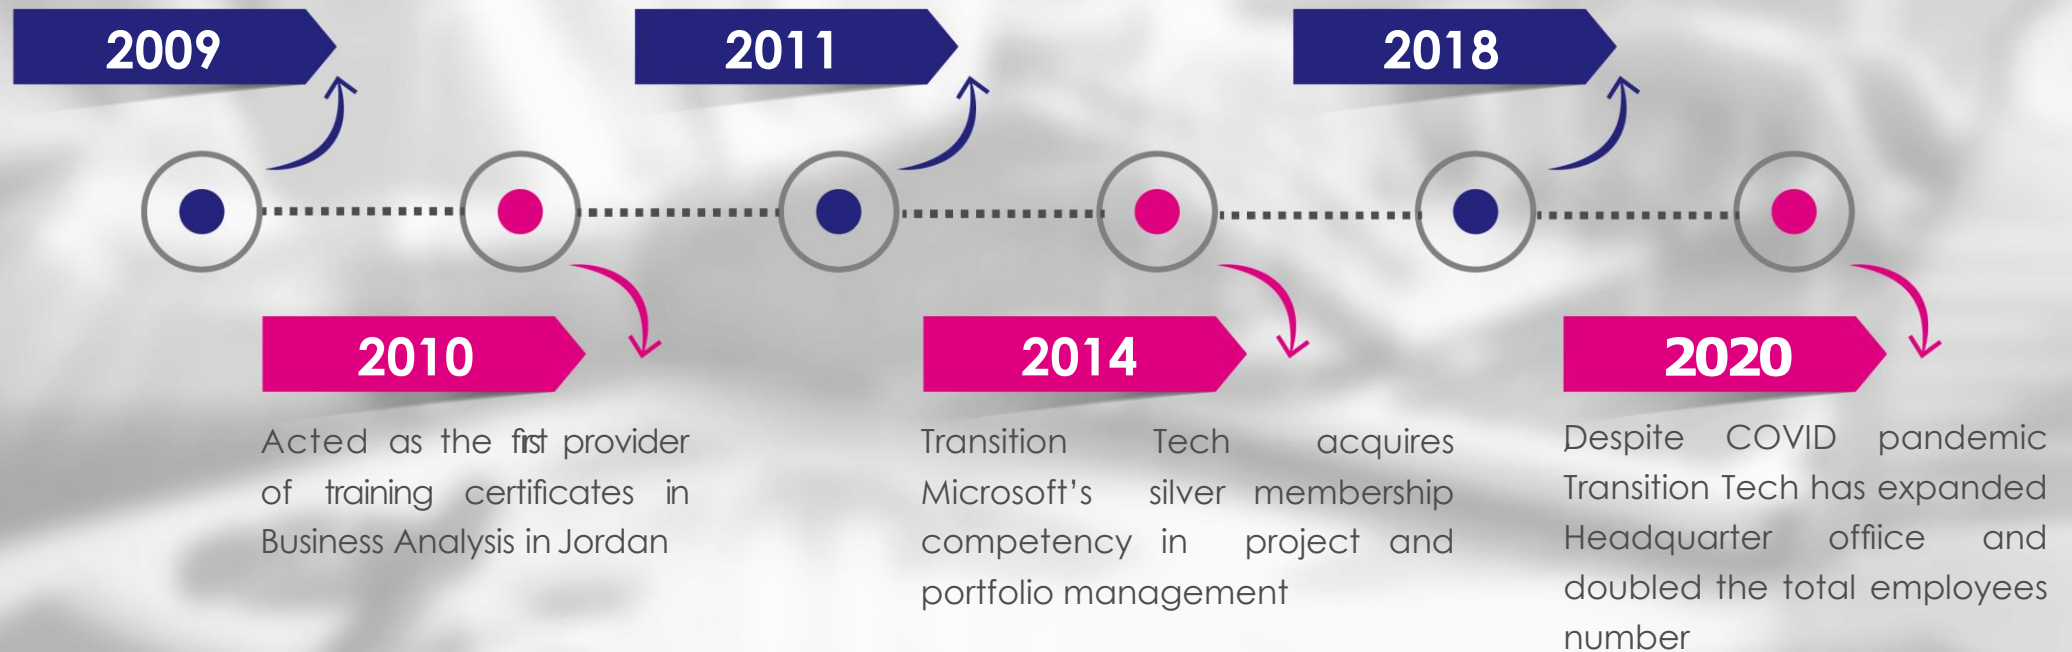 2009
2011
2018
2010
2014
2020
Acted as the first provider
of training certificates in
Business Analysis in Jordan
Transition Tech acquires
Microsoft’s silver membership
competency in project and
portfolio management
Despite COVID pandemic
Transition Tech has expanded
Headquarter offiice and
doubled the total employees
number